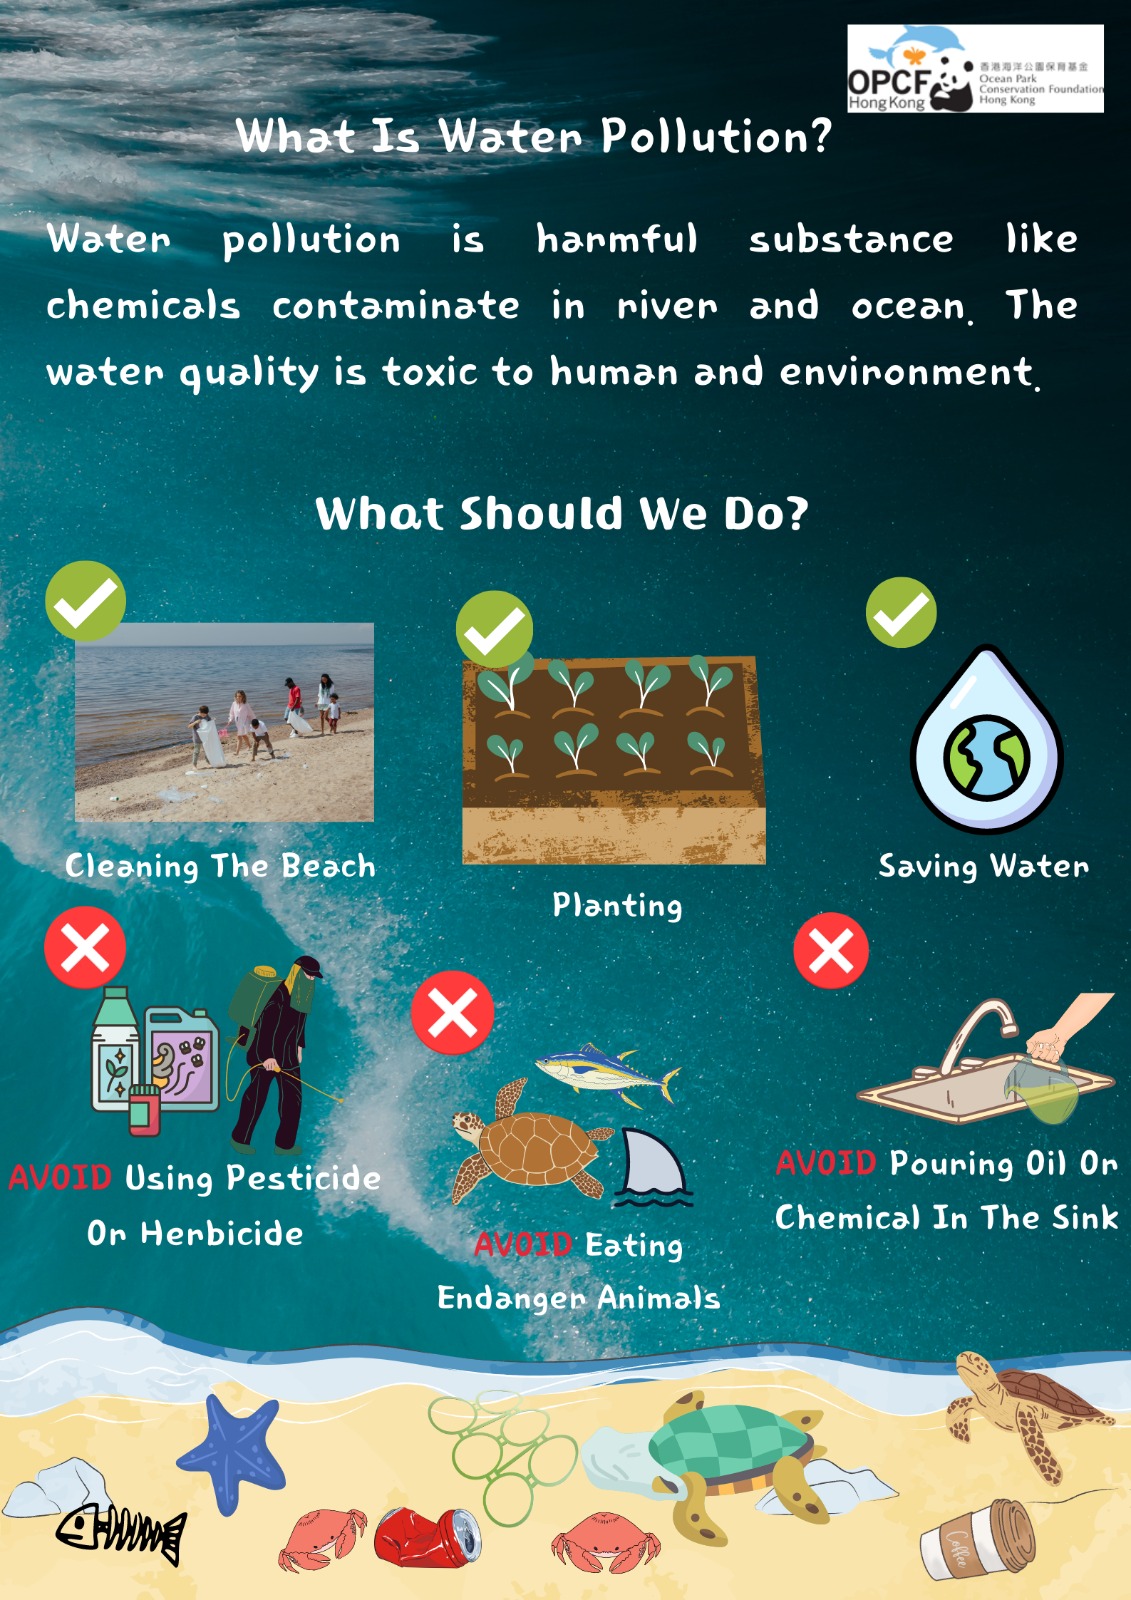 OPCF
Hong Kong
香港海洋公園保育基金
Ocean Park
Conservation Foundation
Hong Kong
What Is Water Pollution?
Water pollution is harmful substance like
chemicals contaminate in river and ocean. The
water quality is toxic to human and environment.
What Should We Do?
Cleaning The Beach
Planting
Saving Water
AVOID Using Pesticide
Or Herbicide
AVOID Eating
Endanger Animals
AVOID Pouring Oil Or
Chemical In The Sink
Coffee